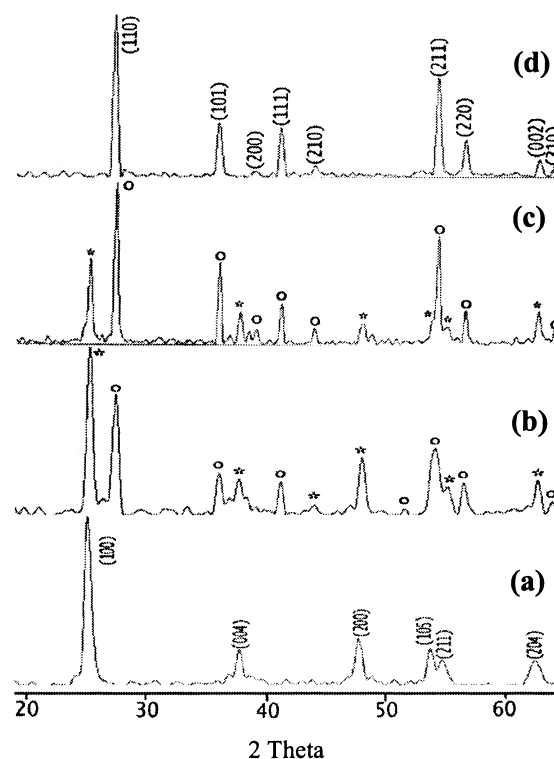 (110)
(101)
(200)
(111)
(210)
(211)
(220)
(002)
(d)
o
* o * o o o * * * o * 
(c)
* o o * o * * o o * o * o
(b)
(100)
(004)
(200)
(105)
(211)
(204)
(a)
20 30 40 50 60
2 Theta